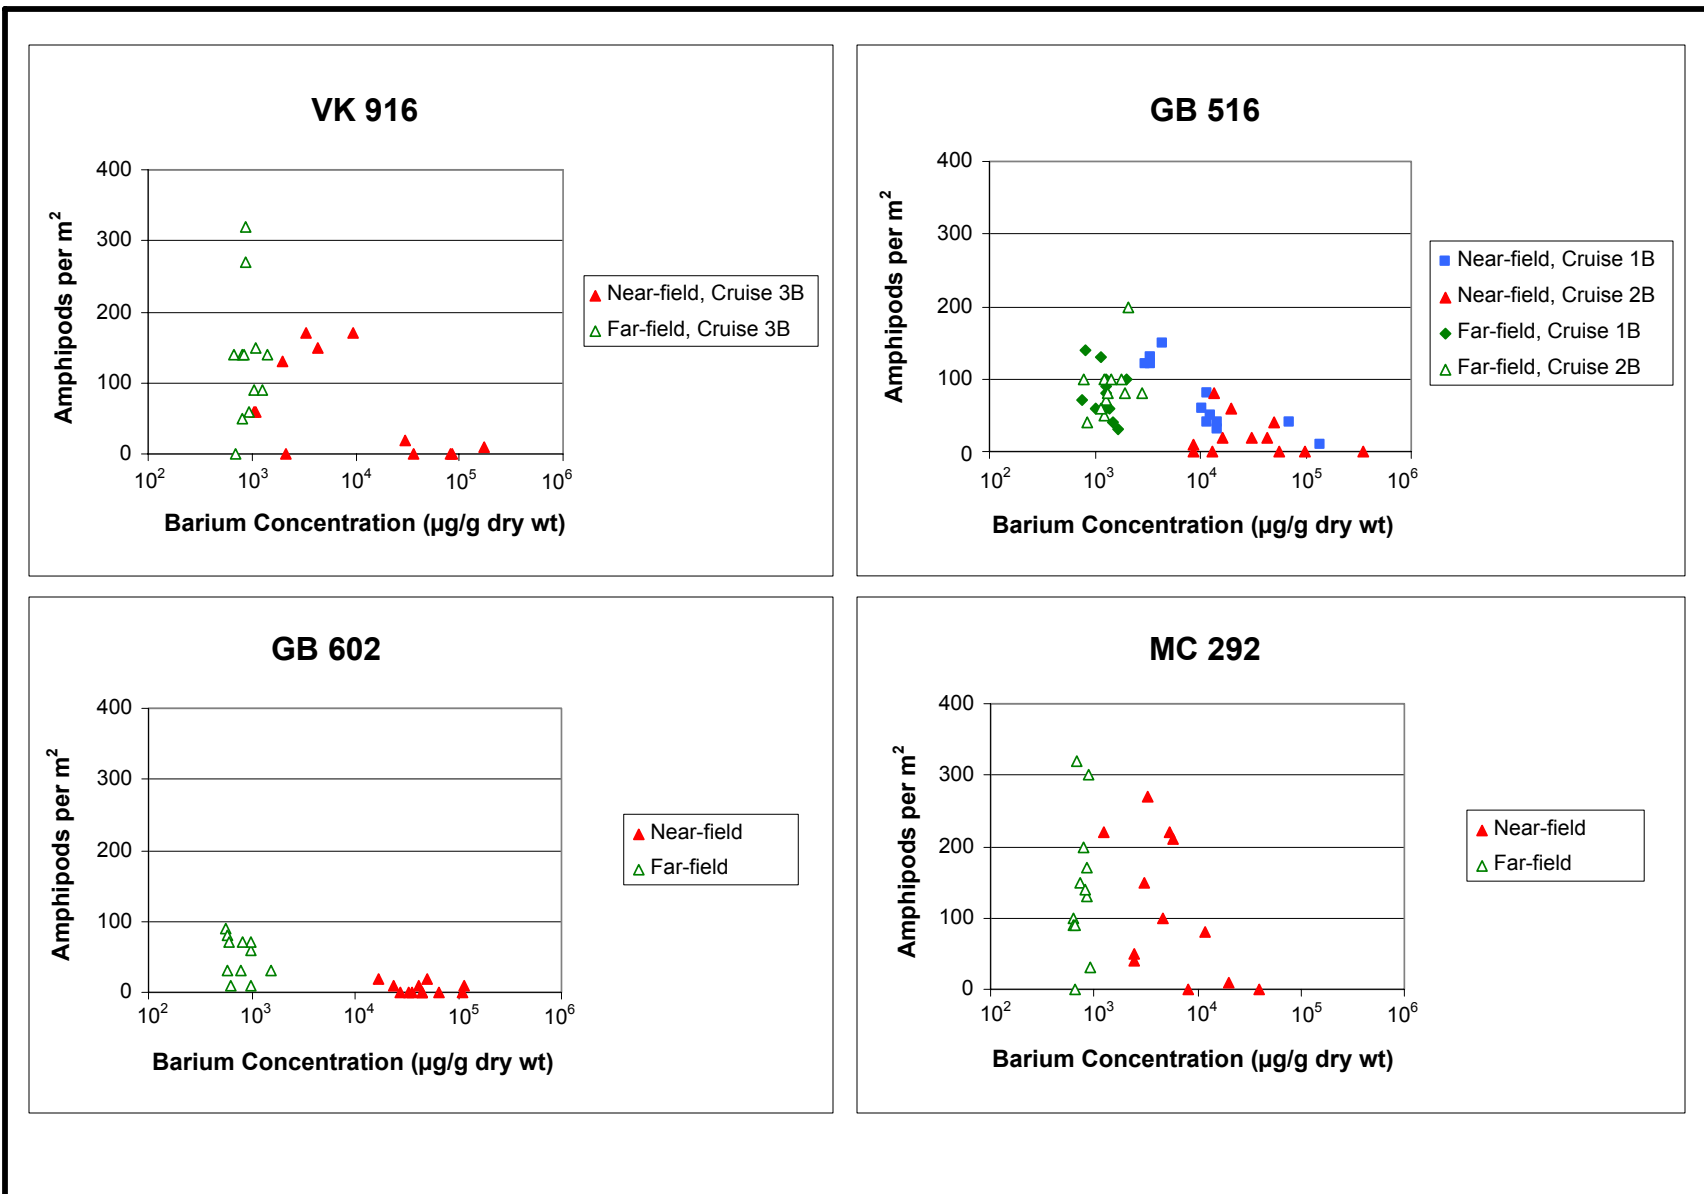 VK 916
400
300
200
100
0
10² 10³ 10⁴ 10⁵ 10⁶
Amphipods per m²
Barium Concentration (µg/g dry wt)
Near-field, Cruise 3B
Far-field, Cruise 3B
GB 516
400
300
200
100
0
10² 10³ 10⁴ 10⁵ 10⁶
Amphipods per m²
Barium Concentration (µg/g dry wt)
Near-field, Cruise 1B
Near-field, Cruise 2B
Far-field, Cruise 1B
Far-field, Cruise 2B
GB 602
400
300
200
100
0
10² 10³ 10⁴ 10⁵ 10⁶
Amphipods per m²
Barium Concentration (µg/g dry wt)
Near-field
Far-field
MC 292
400
300
200
100
0
10² 10³ 10⁴ 10⁵ 10⁶
Amphipods per m²
Barium Concentration (µg/g dry wt)
Near-field
Far-field